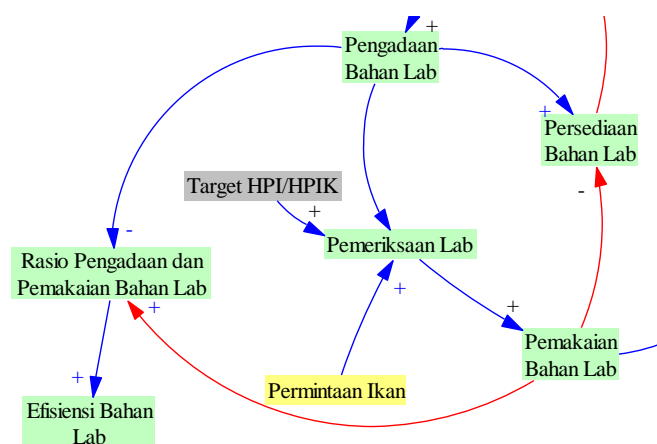 +
Pengadaan
Bahan Lab
+
Persediaan
Bahan Lab
Target HPI/HPIK
-
+
-
Pemeriksaan Lab
Rasio Pengadaan dan
Pemakaian Bahan Lab
+
+
+
Pemakaian
Bahan Lab
+
Permintaan Ikan
Efisiensi Bahan
Lab